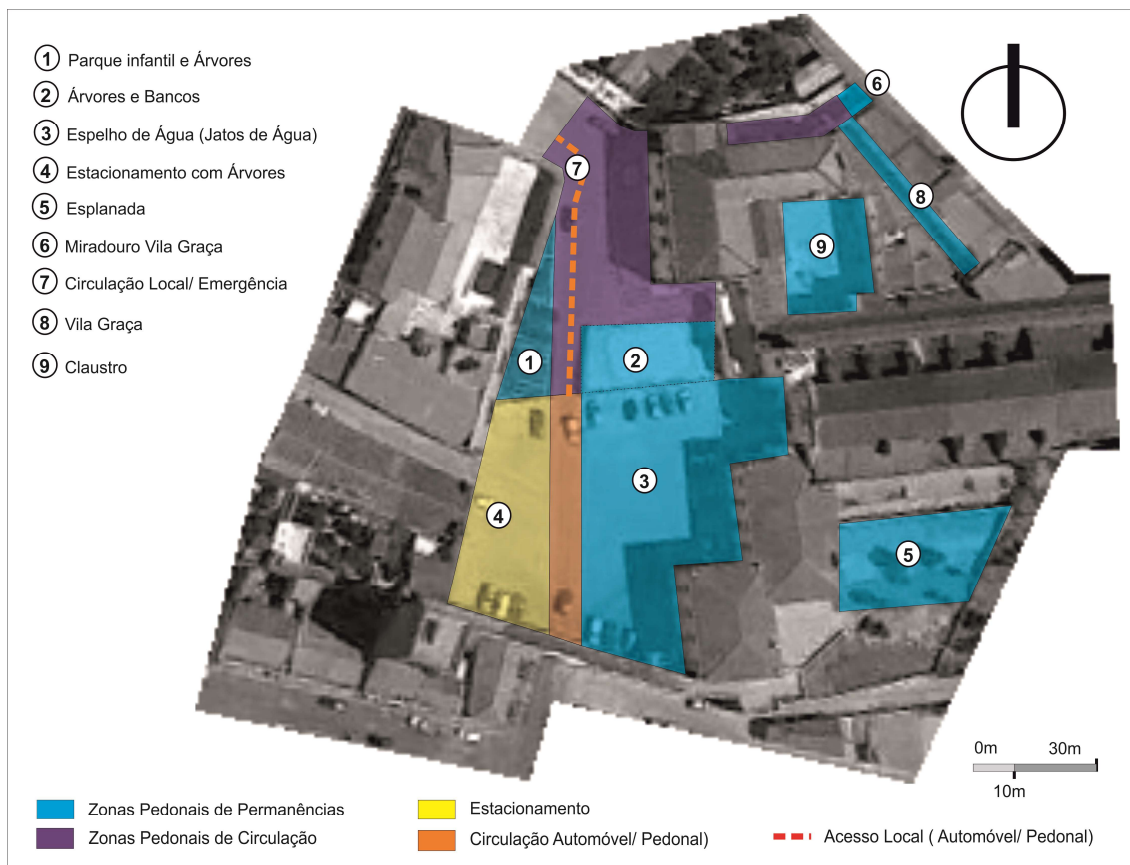 1 Parque infantil e Árvores
2 Árvores e Bancos
3 Espelho de Água (Jatos de Água)
4 Estacionamento com Árvores
5 Esplanada
6 Miradouro Vila Graça
7 Circulação Local/ Emergência
8 Vila Graça
9 Claustro
6
7
8
9
1
2
3
4
5
0m 30m
10m
Zonas Pedonais de Permanências
Zonas Pedonais de Circulação
Estacionamento
Circulação Automóvel/ Pedonal)
Acesso Local ( Automóvel/ Pedonal)